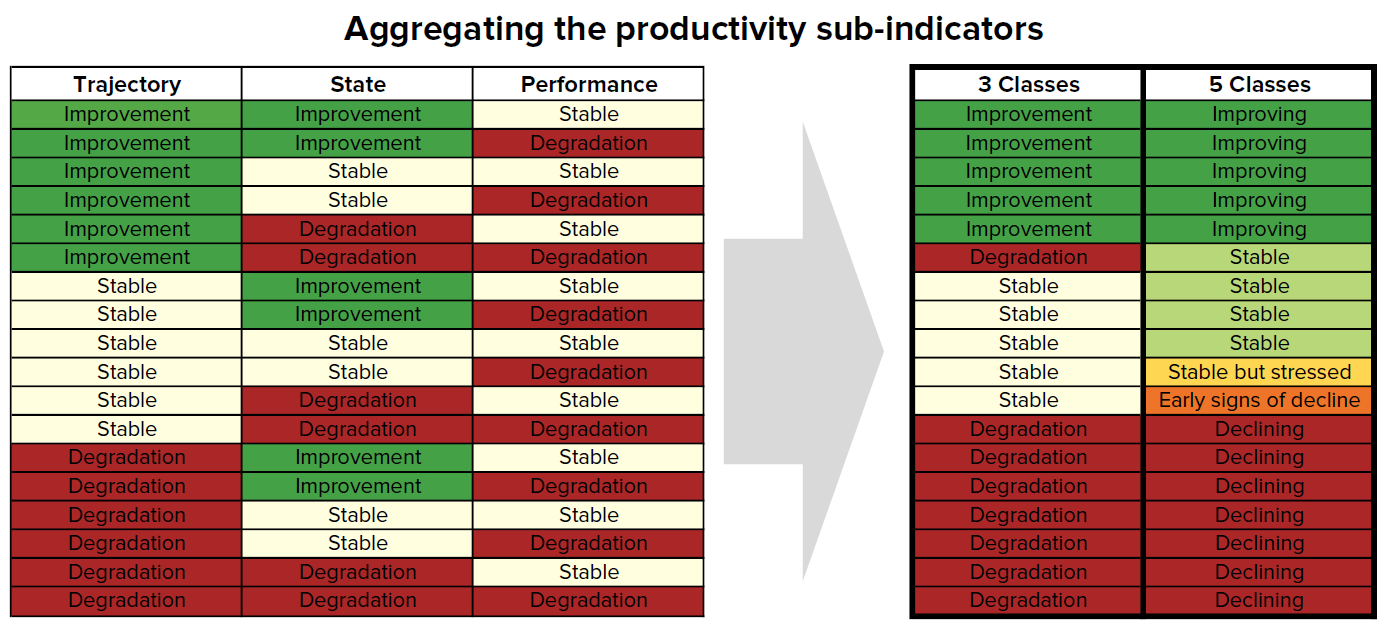 Aggregating the productivity sub-indicators
Trajectory State Performance 3 Classes 5 Classes
Improvement Improvement Stable Improvement Improving
Improvement Improvement Degradation Improvement Improving
Improvement Stable Stable Improvement Improving
Improvement Stable Degradation Improvement Improving
Improvement Degradation Stable Improvement Improving
Improvement Degradation Degradation Degradation Stable
Stable Improvement Stable Stable Stable
Stable Improvement Degradation Stable Stable
Stable Stable Stable Stable Stable
Stable Stable Degradation Stable Stable but stressed
Stable Degradation Stable Stable Early signs of decline
Stable Degradation Degradation Degradation Declining
Degradation Improvement Stable Degradation Declining
Degradation Improvement Degradation Degradation Declining
Degradation Stable Stable Degradation Declining
Degradation Stable Degradation Degradation Declining
Degradation Degradation Stable Degradation Declining
Degradation Degradation Degradation Degradation Declining